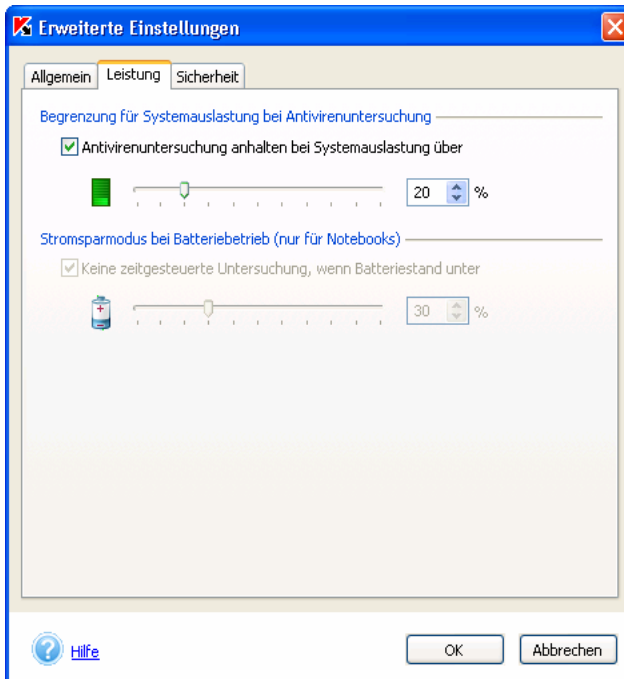 Erweiterte Einstellungen
Allgemein Leistung Sicherheit
Begrenzung für Systemauslastung bei Antivirenuntersuchung
Antivirenuntersuchung anhalten bei Systemauslastung über
20 %
Stromsparmodus bei Batteriebetrieb (nur für Notebooks)
Keine zeitgesteuerte Untersuchung, wenn Batteriestand unter
30 %
Hilfe OK Abbrechen